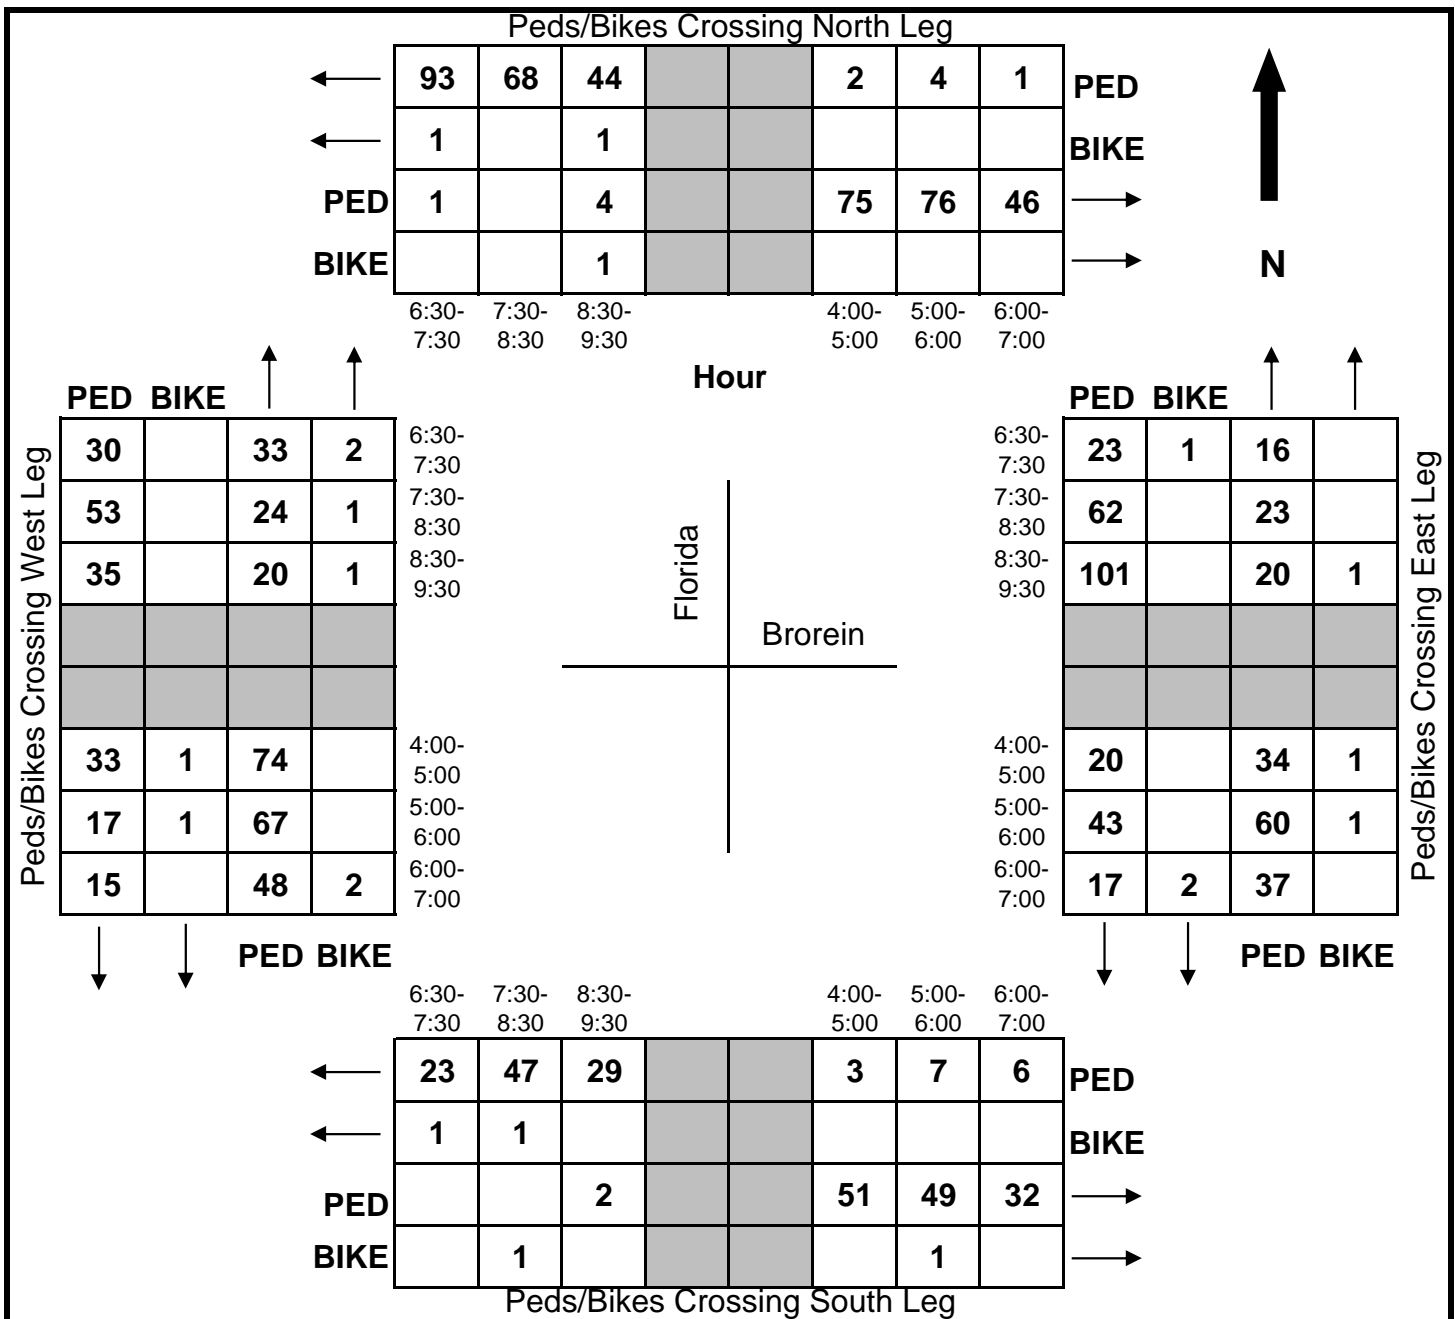 Peds/Bikes Crossing North Leg
93 68 44 2 4 1 PED
1 1 BIKE
PED 1 4 75 76 46
BIKE 1 N
6:30- 7:30- 8:30- 4:00- 5:00- 6:00-
7:30 8:30 9:30 5:00 6:00 7:00
Hour
Peds/Bikes Crossing West Leg
PED BIKE
30 33 2 6:30-
7:30
53 24 1 7:30-
8:30
35 20 1 8:30-
9:30
33 1 74 4:00-
5:00
17 1 67 5:00-
6:00
15 48 2 6:00-
7:00
PED BIKE
Florida
Brorein
PED BIKE
6:30- 23 1 16
7:30
7:30- 62 23
8:30
8:30- 101 20 1
9:30
4:00- 20 34 1
5:00
5:00- 43 60 1
6:00
6:00- 17 2 37
7:00
PED BIKE
Peds/Bikes Crossing East Leg
6:30- 7:30- 8:30- 4:00- 5:00- 6:00-
7:30 8:30 9:30 5:00 6:00 7:00
23 47 29 3 7 6 PED
1 1 BIKE
PED 2 51 49 32
BIKE 1 1
Peds/Bikes Crossing South Leg